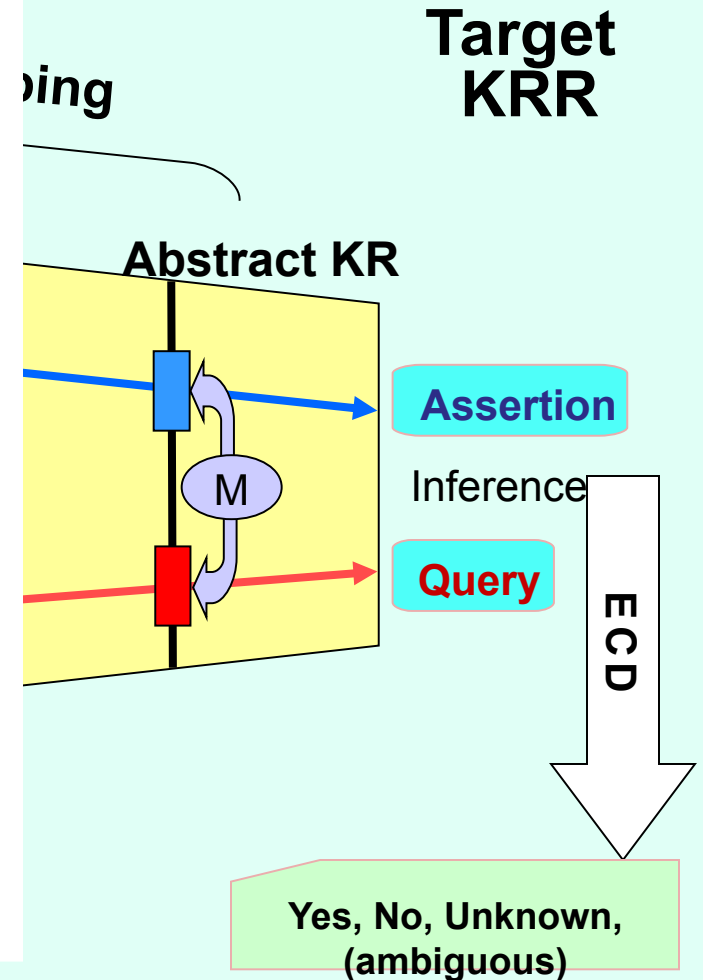 Target
KRR
ping
Abstract KR
Assertion
M
Inference
Query
ECD
Yes, No, Unknown,
(ambiguous)